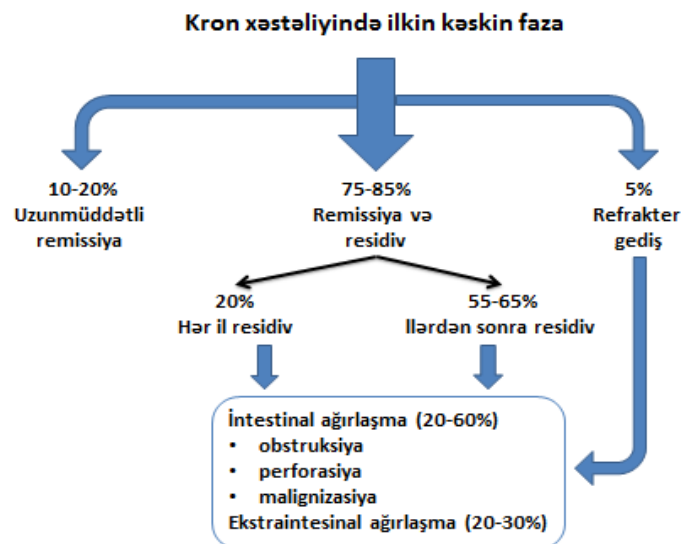 Kron xəstəliyində ilkin kəskin faza
10-20%
Uzunmüddətli
remissiya
75-85%
Remissiya və
residiv
5%
Refrakter
gediş
20%
Hər il residiv
55-65%
llərdən sonra residiv
İntestinal ağırlaşma (20-60%)
• obstruksiya
• perforasiya
• malignizasiya
Ekstraintesinal ağırlaşma (20-30%)